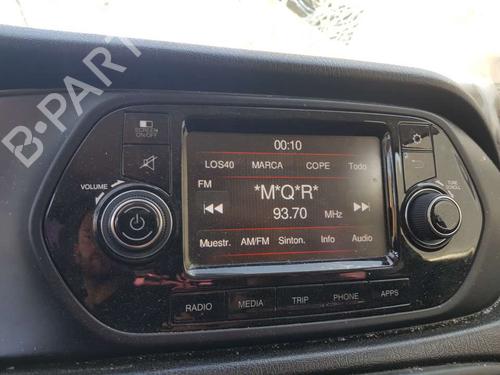 B-PARTS
SCREEN
ON/OFF
VOLUME
00:10
LOS40 MARCA COPE Todo
FM
*M*Q*R*
93.70 MHz
Muestr. AM/FM Sinton. Info Audio
TUNE
SCROLL
RADIO MEDIA TRIP PHONE APPS